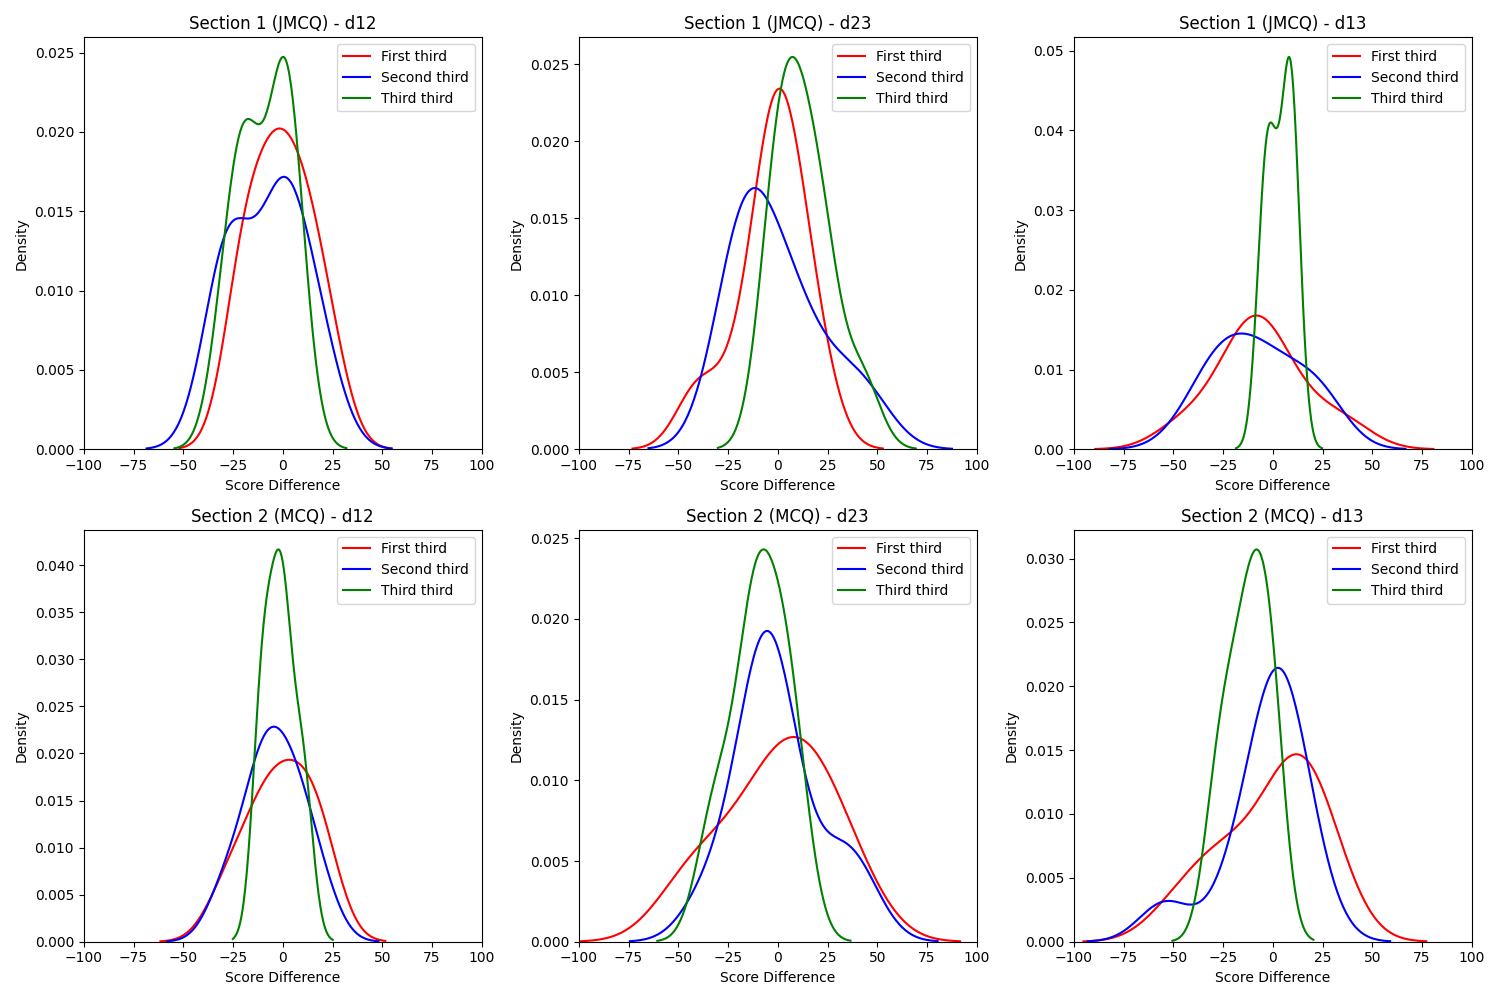 Section 1 (JMCQ) - d12
First third
Second third
Third third
0.025
0.020
0.015
0.010
0.005
0.000
Density
−100 −75 −50 −25 0 25 50 75 100
Score Difference
Section 1 (JMCQ) - d23
First third
Second third
Third third
0.025
0.020
0.015
0.010
0.005
0.000
Density
−100 −75 −50 −25 0 25 50 75 100
Score Difference
Section 1 (JMCQ) - d13
First third
Second third
Third third
0.05
0.04
0.03
0.02
0.01
0.00
Density
−100 −75 −50 −25 0 25 50 75 100
Score Difference
Section 2 (MCQ) - d12
First third
Second third
Third third
0.040
0.035
0.030
0.025
0.020
0.015
0.010
0.005
0.000
Density
−100 −75 −50 −25 0 25 50 75 100
Score Difference
Section 2 (MCQ) - d23
First third
Second third
Third third
0.025
0.020
0.015
0.010
0.005
0.000
Density
−100 −75 −50 −25 0 25 50 75 100
Score Difference
Section 2 (MCQ) - d13
First third
Second third
Third third
0.030
0.025
0.020
0.015
0.010
0.005
0.000
Density
−100 −75 −50 −25 0 25 50 75 100
Score Difference